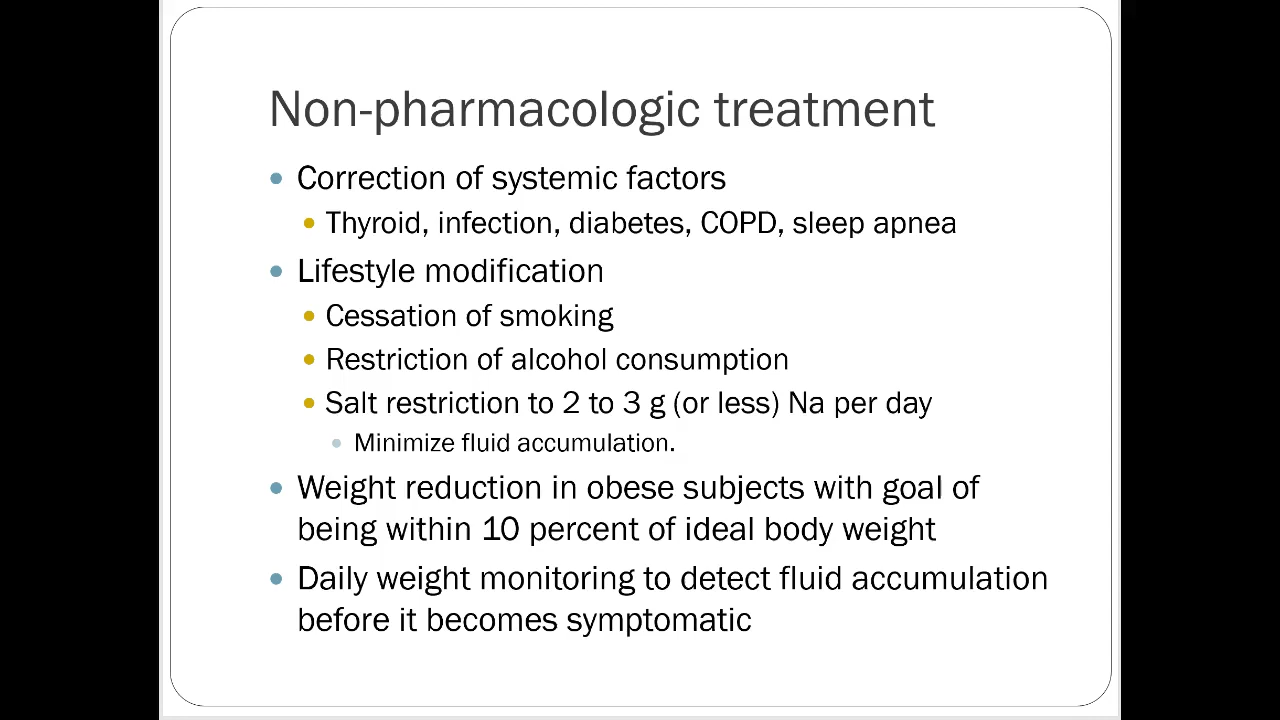 Non-pharmacologic treatment
• Correction of systemic factors
• Thyroid, infection, diabetes, COPD, sleep apnea
• Lifestyle modification
• Cessation of smoking
• Restriction of alcohol consumption
• Salt restriction to 2 to 3 g (or less) Na per day
• Minimize fluid accumulation.
• Weight reduction in obese subjects with goal of
being within 10 percent of ideal body weight
• Daily weight monitoring to detect fluid accumulation
before it becomes symptomatic